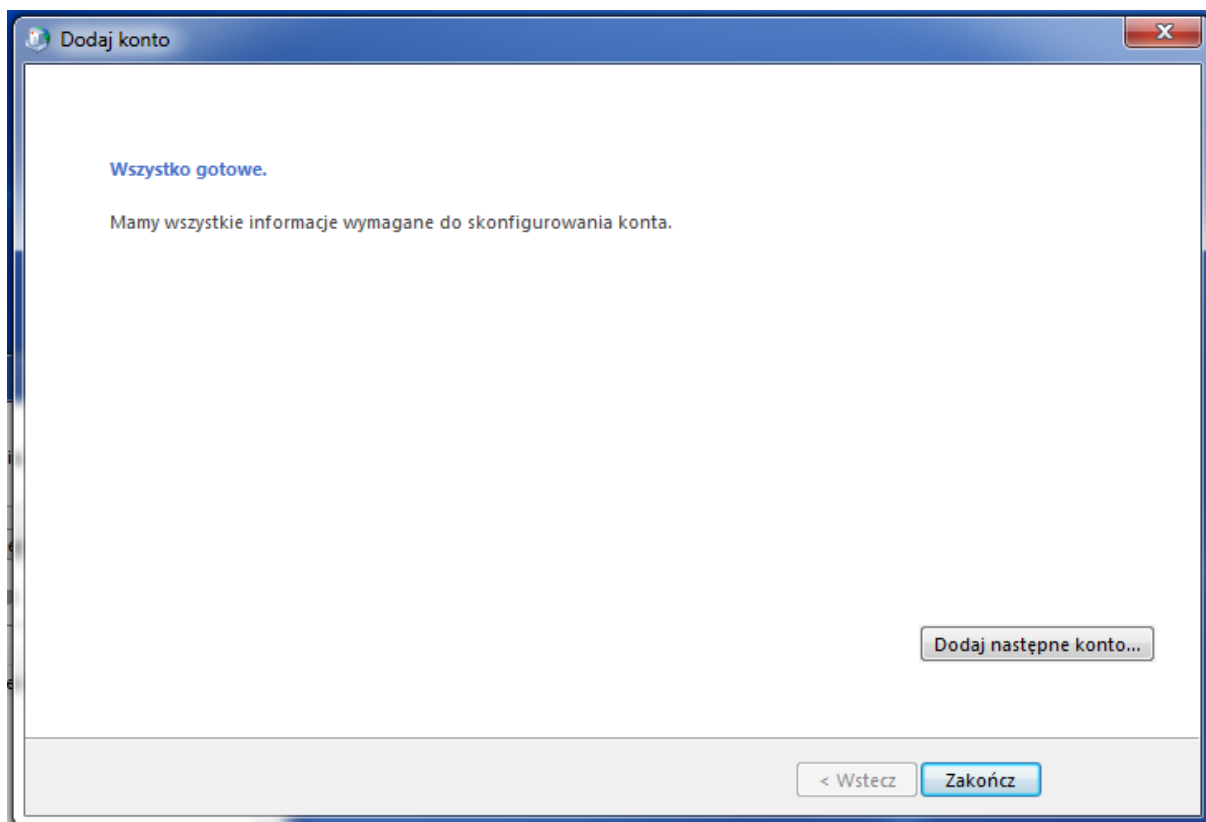 Dodaj konto
Wszystko gotowe.
Mamy wszystkie informacje wymagane do skonfigurowania konta.
Dodaj następne konto...
< Wstecz
Zakończ